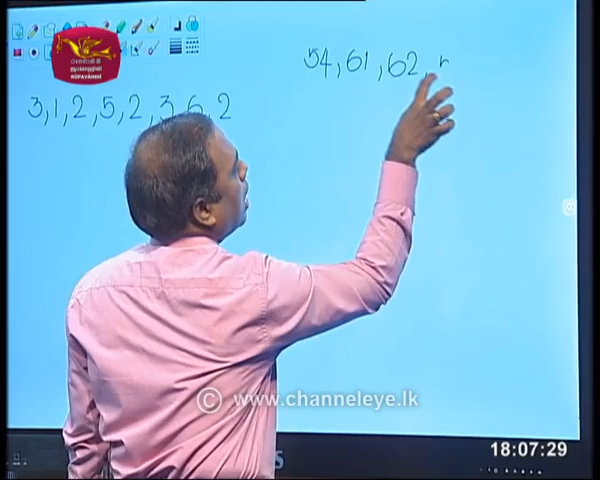 54, 61, 62,
3, 1, 2, 5, 2, 3, 6, 2
© www.channeleye.lk
18:07:29